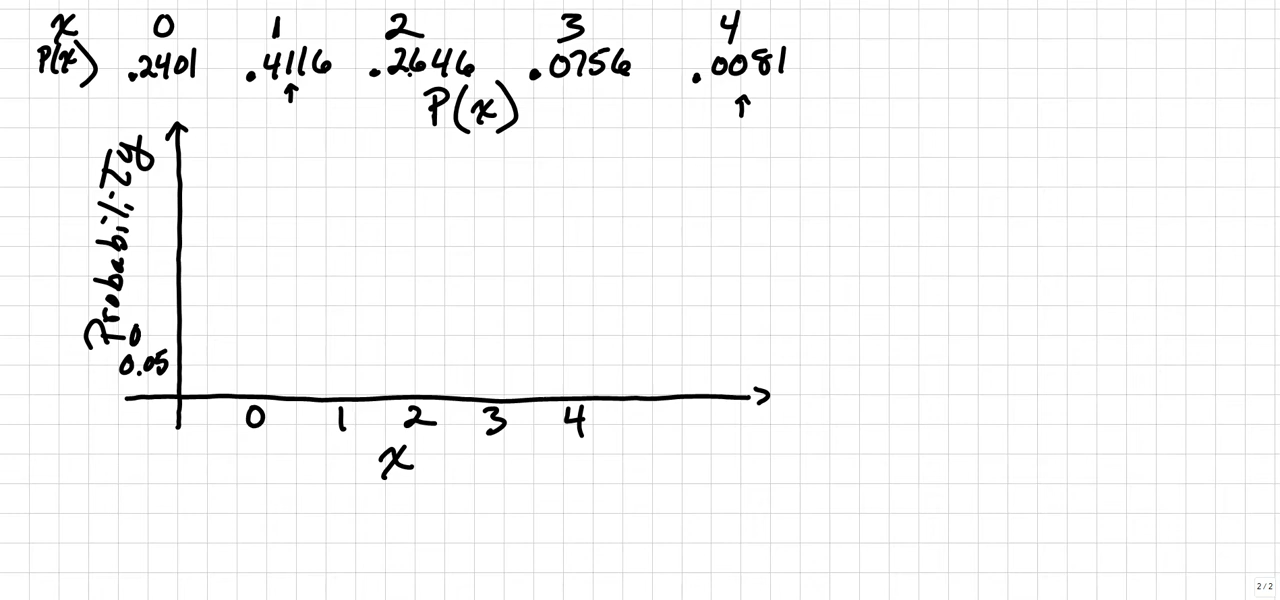 x 0 1 2 3 4
P(x) .2401 .4116 .2646 .0756 .0081
↑ ↑
P(x)
Probability
0
0.05
0 1 2 3 4
x
2/2